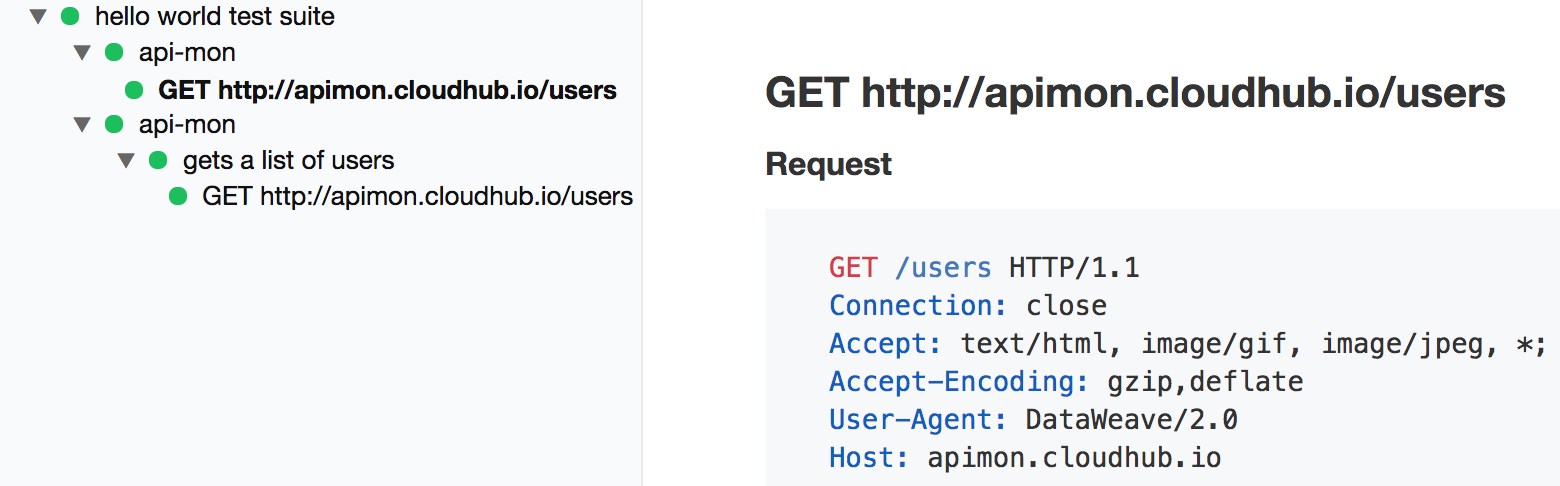 hello world test suite
api-mon
GET http://apimon.cloudhub.io/users
api-mon
gets a list of users
GET http://apimon.cloudhub.io/users
GET http://apimon.cloudhub.io/users
Request
GET /users HTTP/1.1
Connection: close
Accept: text/html, image/gif, image/jpeg, *;
Accept-Encoding: gzip,deflate
User-Agent: DataWeave/2.0
Host: apimon.cloudhub.io